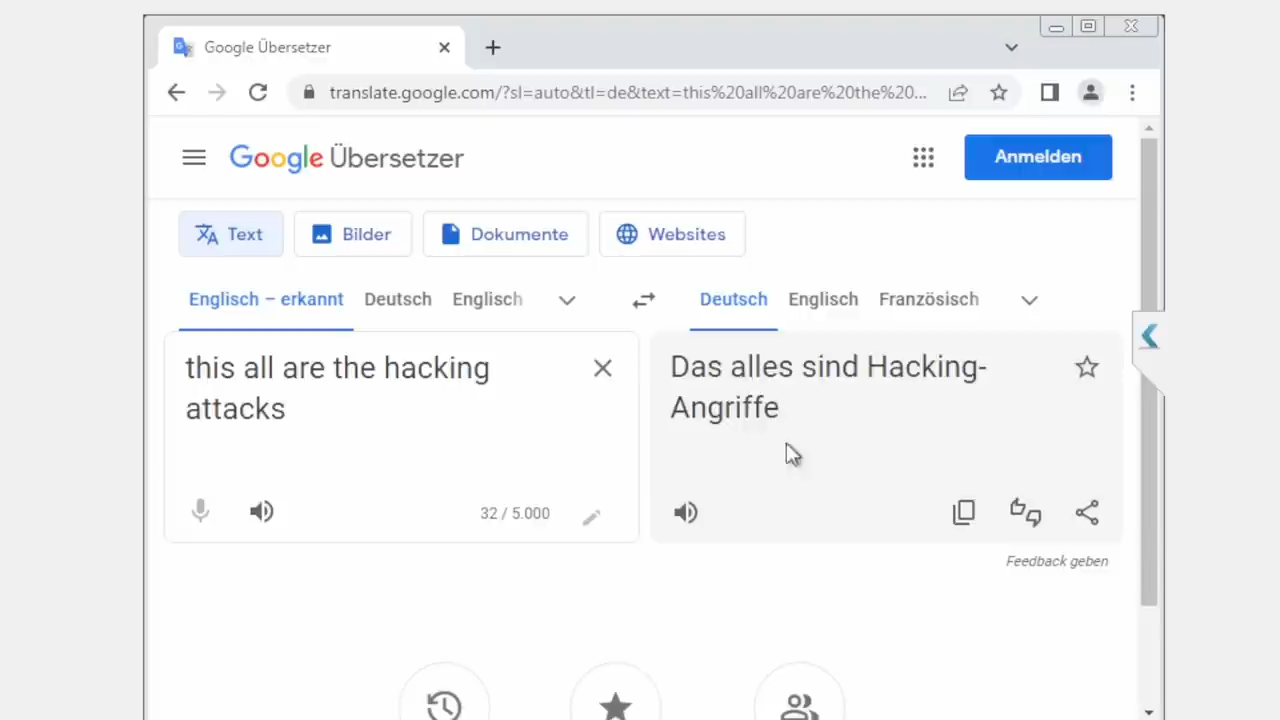 Google Übersetzer
translate.google.com/?sl=auto&tl=de&text=this%20all%20are%20the%20...
Google Übersetzer
Anmelden
Text
Bilder
Dokumente
Websites
Englisch – erkannt
Deutsch
Englisch
Deutsch
Englisch
Französisch
this all are the hacking
attacks
Das alles sind Hacking-
Angriffe
32 / 5.000
Feedback geben